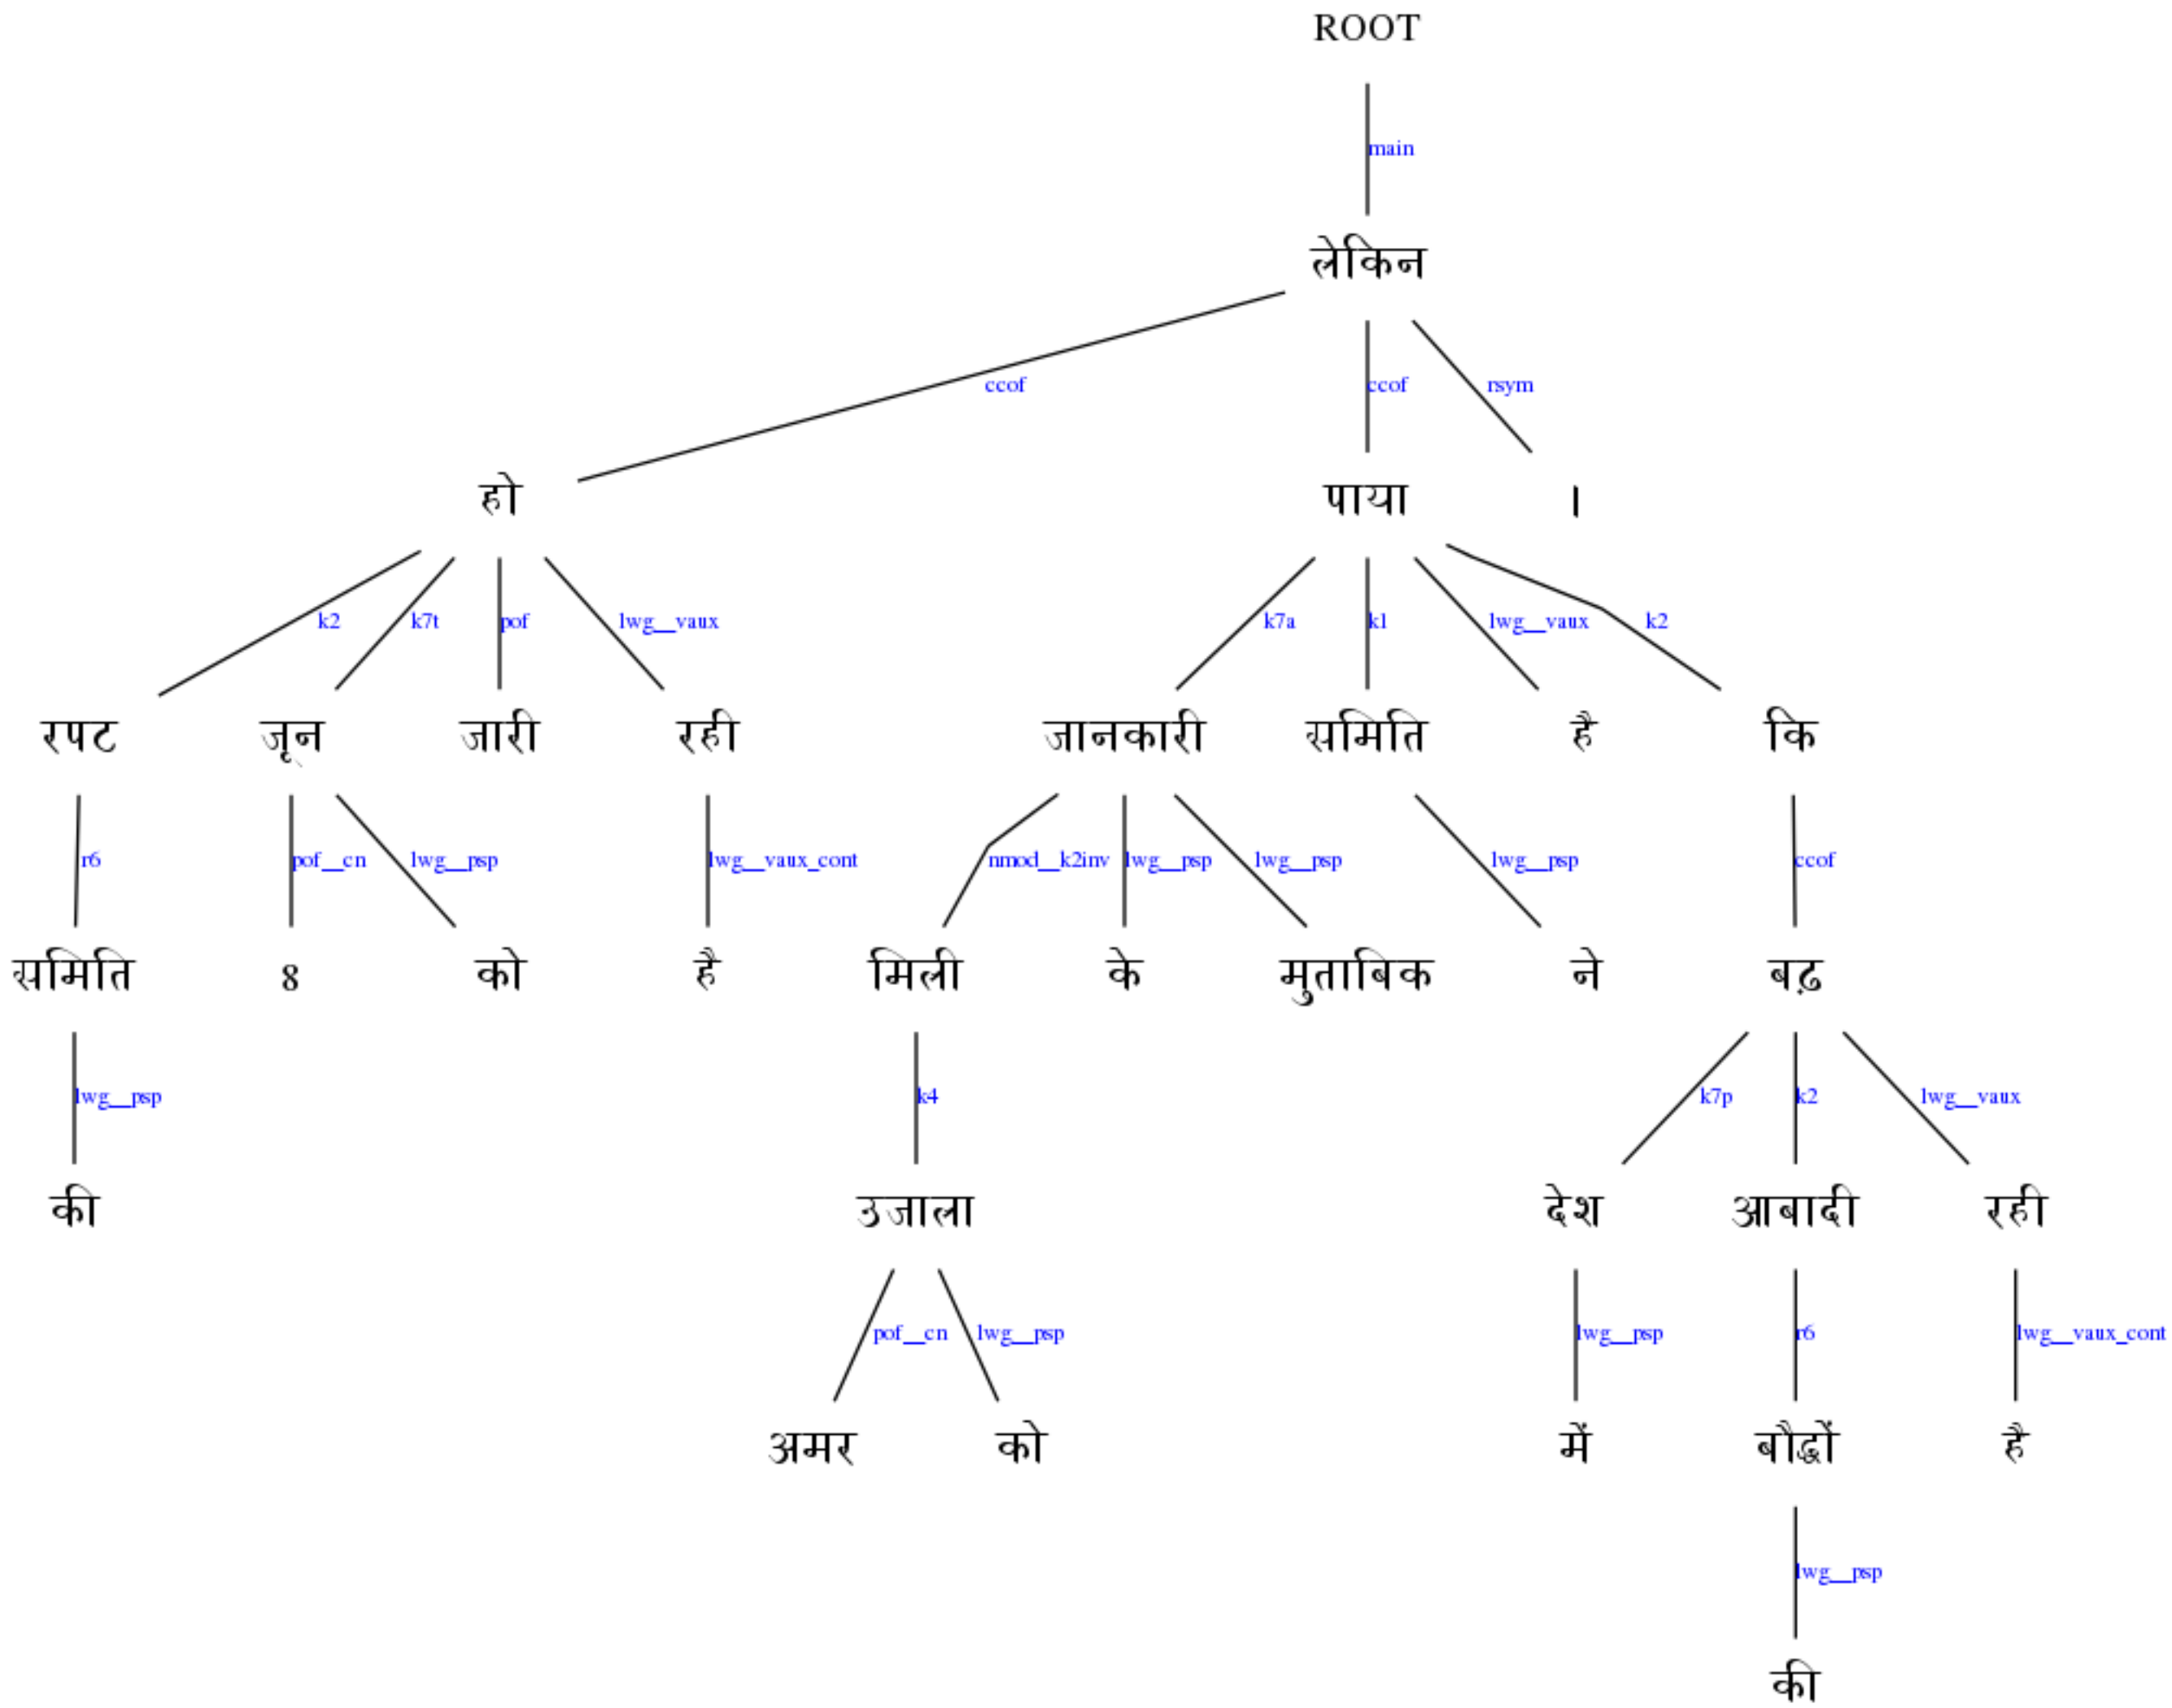 ROOT
main
लेकिन
ccof ccof rsym
हो पाया ।
k2 k7t pof lwg__vaux k7a k1 lwg__vaux k2
रपट जून जारी रही जानकारी समिति है कि
r6 pof__cn lwg__psp lwg__vaux_cont nmod__k2inv lwg__psp lwg__psp lwg__psp ccof
समिति 8 को है मिली के मुताबिक ने बढ़
lwg__psp k4 k7p k2 lwg__vaux
की उजाला देश आबादी रही
pof__cn lwg__psp lwg__psp r6 lwg__vaux_cont
अमर को में बौद्धों है
lwg__psp
की